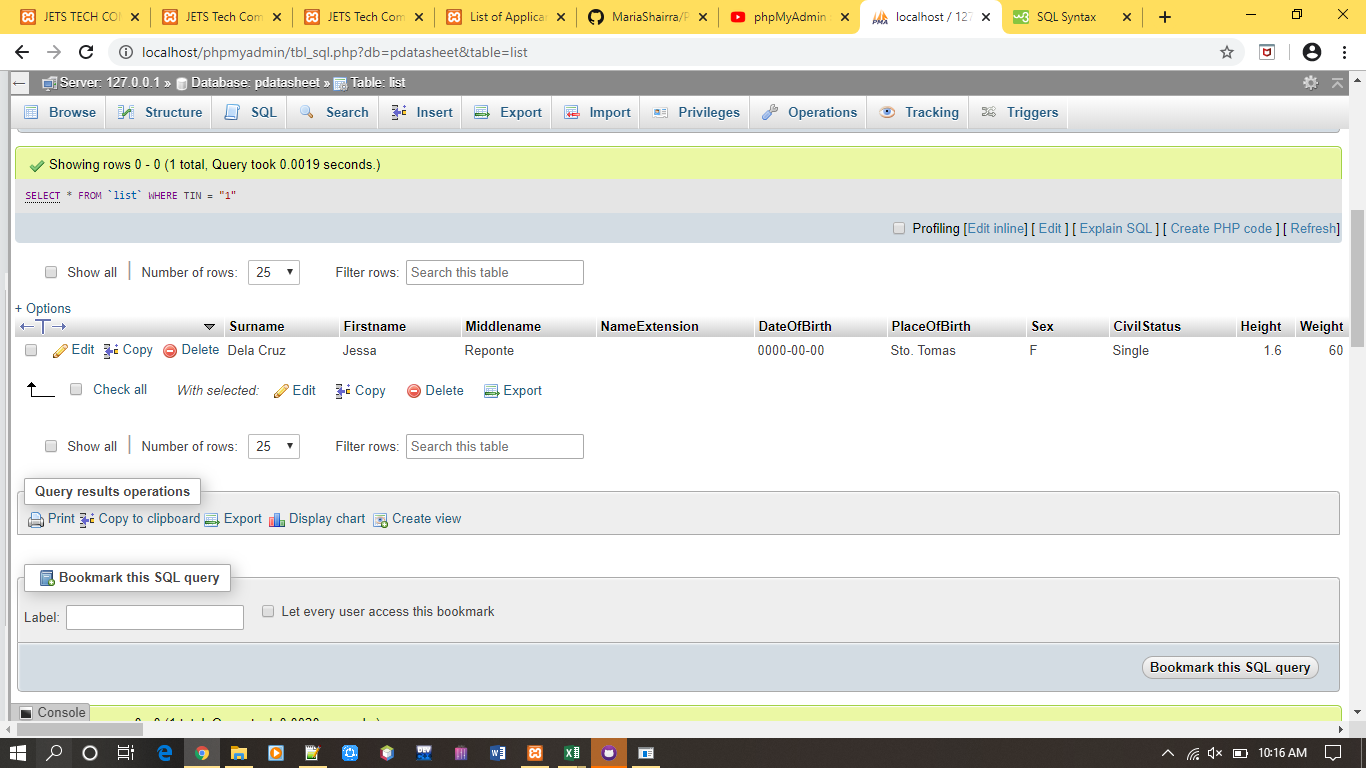 JETS TECH CO
JETS Tech Com
JETS Tech Com
List of Applica
MariaShairra/P
phpMyAdmin
localhost / 127
SQL Syntax
localhost/phpmyadmin/tbl_sql.php?db=pdatasheet&table=list
Server: 127.0.0.1 » Database: pdatasheet » Table: list
Browse Structure SQL Search Insert Export Import Privileges Operations Tracking Triggers
Showing rows 0 - 0 (1 total, Query took 0.0019 seconds.)
SELECT * FROM `list` WHERE TIN = "1"
Profiling [Edit inline] [ Edit ] [ Explain SQL ] [ Create PHP code ] [ Refresh]
Show all Number of rows: 25 Filter rows: Search this table
+ Options
Surname Firstname Middlename NameExtension DateOfBirth PlaceOfBirth Sex CivilStatus Height Weight
Edit Copy Delete Dela Cruz Jessa Reponte 0000-00-00 Sto. Tomas F Single 1.6 60
Check all With selected: Edit Copy Delete Export
Show all Number of rows: 25 Filter rows: Search this table
Query results operations
Print Copy to clipboard Export Display chart Create view
Bookmark this SQL query
Label: Let every user access this bookmark
Bookmark this SQL query
Console
10:16 AM